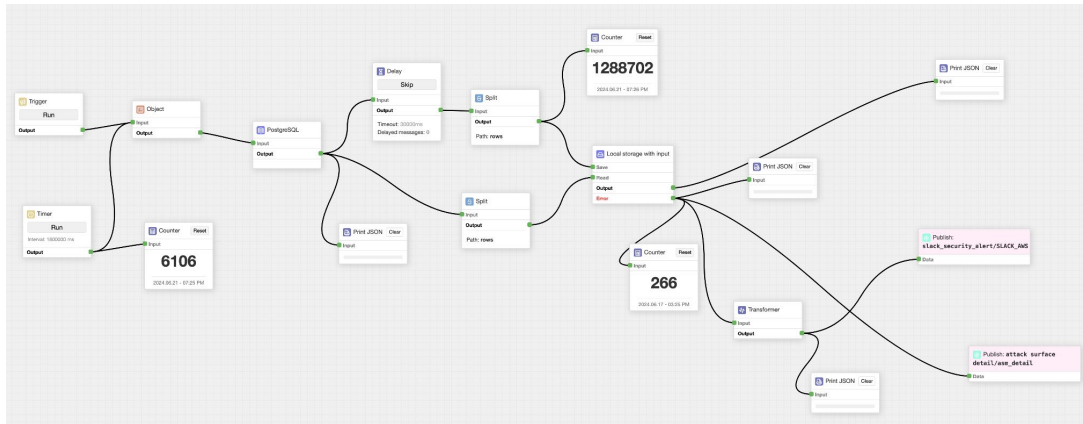 Trigger
Run
Output
Timer
Run
Interval: 1800000 ms
Output
Object
Input
Output
Counter
Reset
Input
6106
2024.06.21 - 07:25 PM
PostgreSQL
Input
Output
Print JSON
Clear
Input
Delay
Skip
Input
Output
Timeout: 30000ms
Delayed messages: 0
Split
Input
Output
Path: rows
Split
Input
Output
Path: rows
Counter
Reset
Input
1288702
2024.06.21 - 07:26 PM
Local storage with input
Save
Read
Output
Error
Counter
Reset
Input
266
2024.06.17 - 03:55 PM
Print JSON
Clear
Input
Print JSON
Clear
Input
Transformer
Input
Output
Print JSON
Clear
Input
Publish:
slack_security_alert/SLACK_AWS
Data
Publish: attack surface
detail/asm_detail
Data